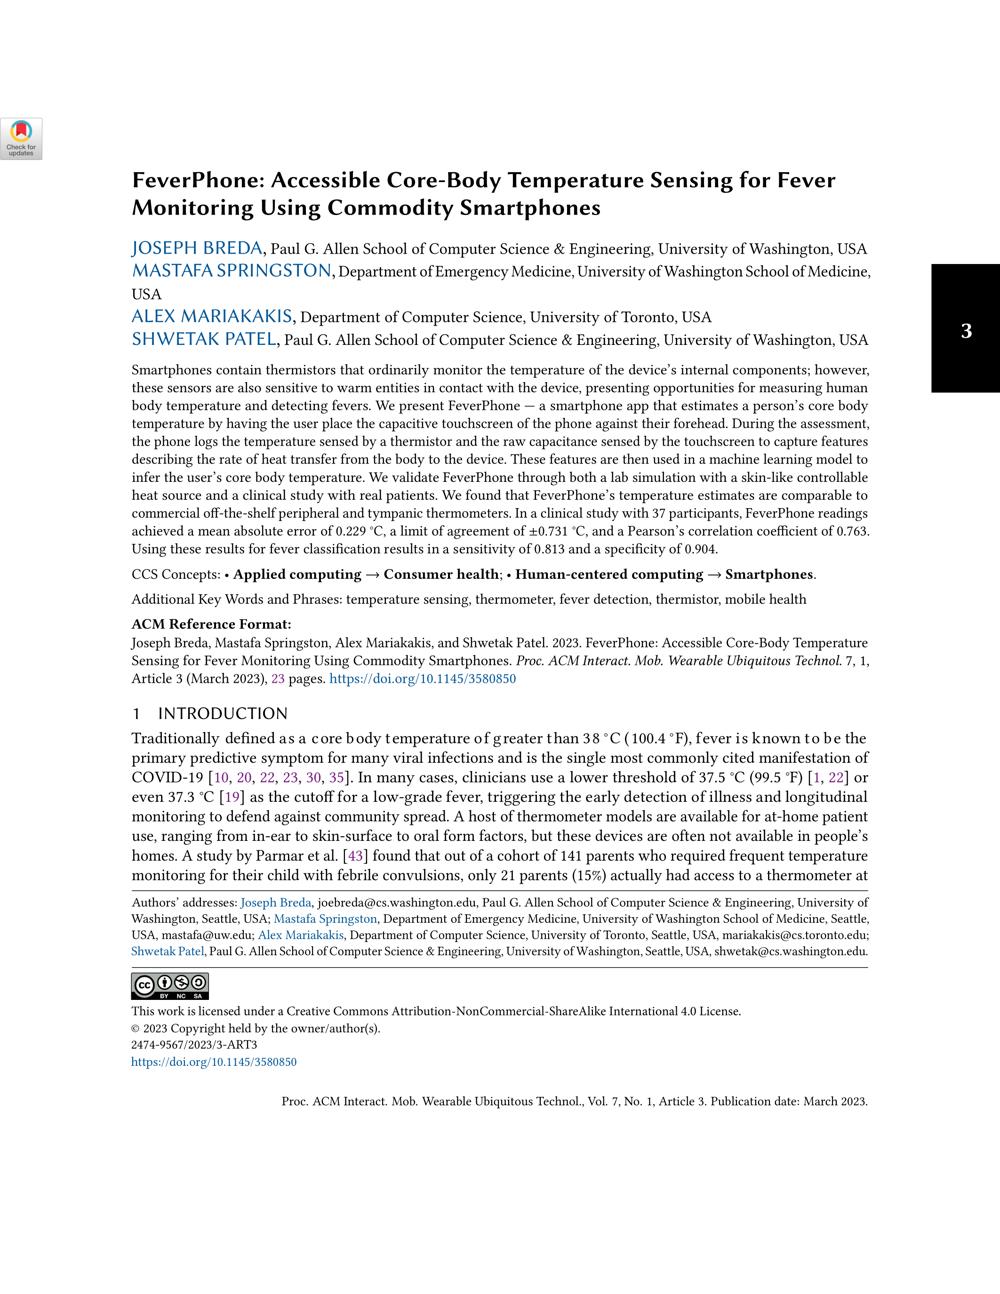 Check for
updates
FeverPhone: Accessible Core-Body Temperature Sensing for Fever
Monitoring Using Commodity Smartphones
JOSEPH BREDA, Paul G. Allen School of Computer Science & Engineering, University of Washington, USA
MASTAFA SPRINGSTON, Department of Emergency Medicine, University of Washington School of Medicine,
USA
ALEX MARIAKAKIS, Department of Computer Science, University of Toronto, USA
SHWETAK PATEL, Paul G. Allen School of Computer Science & Engineering, University of Washington, USA
3
Smartphones contain thermistors that ordinarily monitor the temperature of the device's internal components; however,
these sensors are also sensitive to warm entities in contact with the device, presenting opportunities for measuring human
body temperature and detecting fevers. We present FeverPhone — a smartphone app that estimates a person's core body
temperature by having the user place the capacitive touchscreen of the phone against their forehead. During the assessment,
the phone logs the temperature sensed by a thermistor and the raw capacitance sensed by the touchscreen to capture features
describing the rate of heat transfer from the body to the device. These features are then used in a machine learning model to
infer the user's core body temperature. We validate FeverPhone through both a lab simulation with a skin-like controllable
heat source and a clinical study with real patients. We found that FeverPhone's temperature estimates are comparable to
commercial off-the-shelf peripheral and tympanic thermometers. In a clinical study with 37 participants, FeverPhone readings
achieved a mean absolute error of 0.229 °C, a limit of agreement of ±0.731 °C, and a Pearson's correlation coefficient of 0.763.
Using these results for fever classification results in a sensitivity of 0.813 and a specificity of 0.904.
CCS Concepts: • Applied computing → Consumer health; • Human-centered computing → Smartphones.
Additional Key Words and Phrases: temperature sensing, thermometer, fever detection, thermistor, mobile health
ACM Reference Format:
Joseph Breda, Mastafa Springston, Alex Mariakakis, and Shwetak Patel. 2023. FeverPhone: Accessible Core-Body Temperature
Sensing for Fever Monitoring Using Commodity Smartphones. Proc. ACM Interact. Mob. Wearable Ubiquitous Technol. 7, 1,
Article 3 (March 2023), 23 pages. https://doi.org/10.1145/3580850
1 INTRODUCTION
Traditionally defined as a core body temperature of greater than 38 °C (100.4 °F), fever is known to be the
primary predictive symptom for many viral infections and is the single most commonly cited manifestation of
COVID-19 [10, 20, 22, 23, 30, 35]. In many cases, clinicians use a lower threshold of 37.5 °C (99.5 °F) [1, 22] or
even 37.3 °C [19] as the cutoff for a low-grade fever, triggering the early detection of illness and longitudinal
monitoring to defend against community spread. A host of thermometer models are available for at-home patient
use, ranging from in-ear to skin-surface to oral form factors, but these devices are often not available in people's
homes. A study by Parmar et al. [43] found that out of a cohort of 141 parents who required frequent temperature
monitoring for their child with febrile convulsions, only 21 parents (15%) actually had access to a thermometer at
Authors' addresses: Joseph Breda, joebreda@cs.washington.edu, Paul G. Allen School of Computer Science & Engineering, University of
Washington, Seattle, USA; Mastafa Springston, Department of Emergency Medicine, University of Washington School of Medicine, Seattle,
USA, mastafa@uw.edu; Alex Mariakakis, Department of Computer Science, University of Toronto, Seattle, USA, mariakakis@cs.toronto.edu;
Shwetak Patel, Paul G. Allen School of Computer Science & Engineering, University of Washington, Seattle, USA, shwetak@cs.washington.edu.
cc BY NC SA
This work is licensed under a Creative Commons Attribution-NonCommercial-ShareAlike International 4.0 License.
© 2023 Copyright held by the owner/author(s).
2474-9567/2023/3-ART3
https://doi.org/10.1145/3580850
Proc. ACM Interact. Mob. Wearable Ubiquitous Technol., Vol. 7, No. 1, Article 3. Publication date: March 2023.